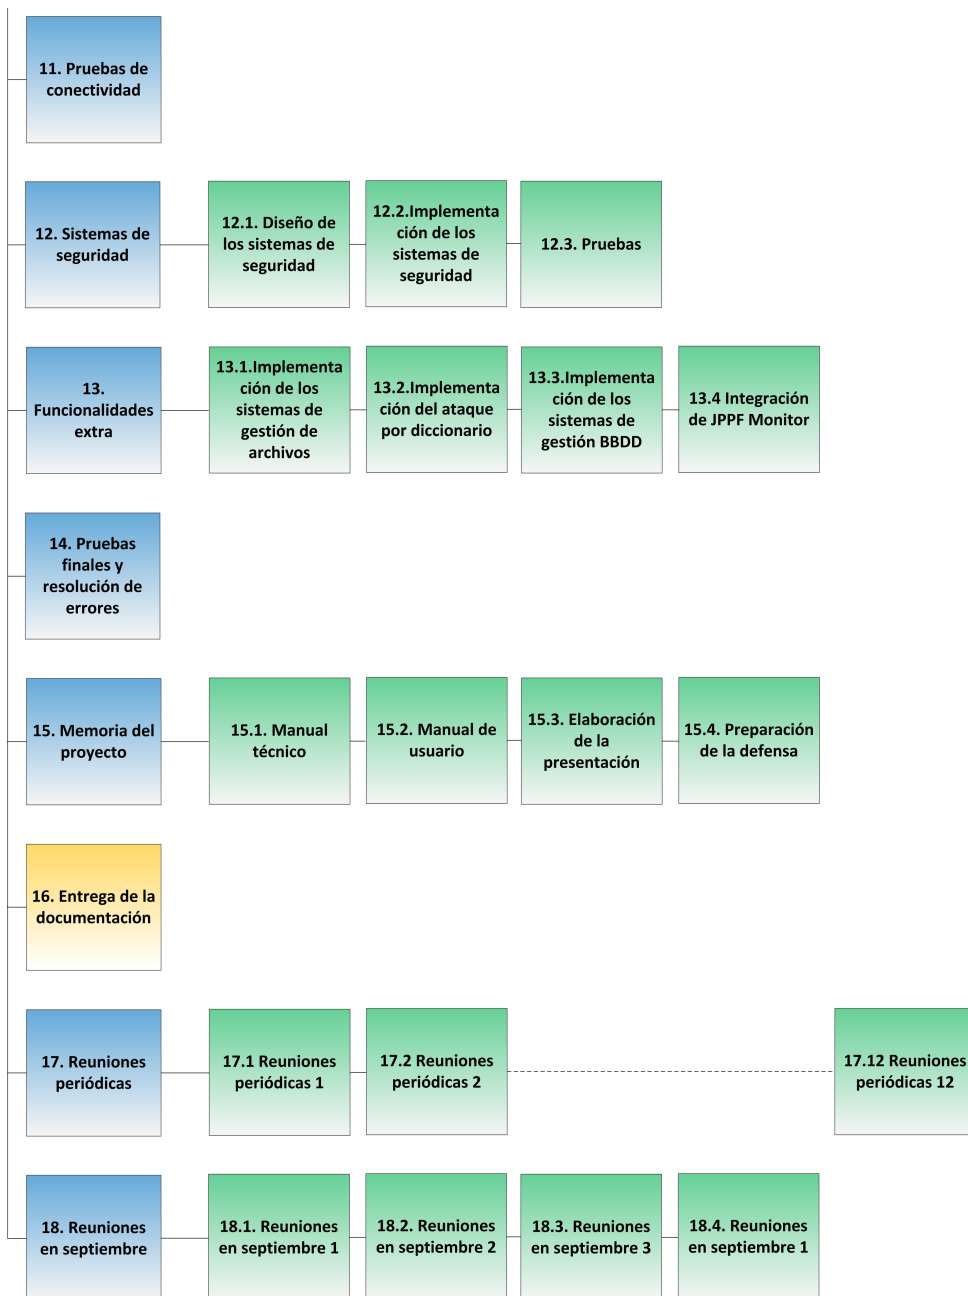 11. Pruebas de
conectividad
12. Sistemas de
seguridad
12.1. Diseño de
los sistemas de
seguridad
12.2.Implementa
ción de los
sistemas de
seguridad
12.3. Pruebas
13.
Funcionalidades
extra
13.1.Implementa
ción de los
sistemas de
gestión de
archivos
13.2.Implementa
ción del ataque
por diccionario
13.3.Implementa
ción de los
sistemas de
gestión BBDD
13.4 Integración
de JPPF Monitor
14. Pruebas
finales y
resolución de
errores
15. Memoria del
proyecto
15.1. Manual
técnico
15.2. Manual de
usuario
15.3. Elaboración
de la
presentación
15.4. Preparación
de la defensa
16. Entrega de la
documentación
17. Reuniones
periódicas
17.1 Reuniones
periódicas 1
17.2 Reuniones
periódicas 2
17.12 Reuniones
periódicas 12
18. Reuniones
en septiembre
18.1. Reuniones
en septiembre 1
18.2. Reuniones
en septiembre 2
18.3. Reuniones
en septiembre 3
18.4. Reuniones
en septiembre 1